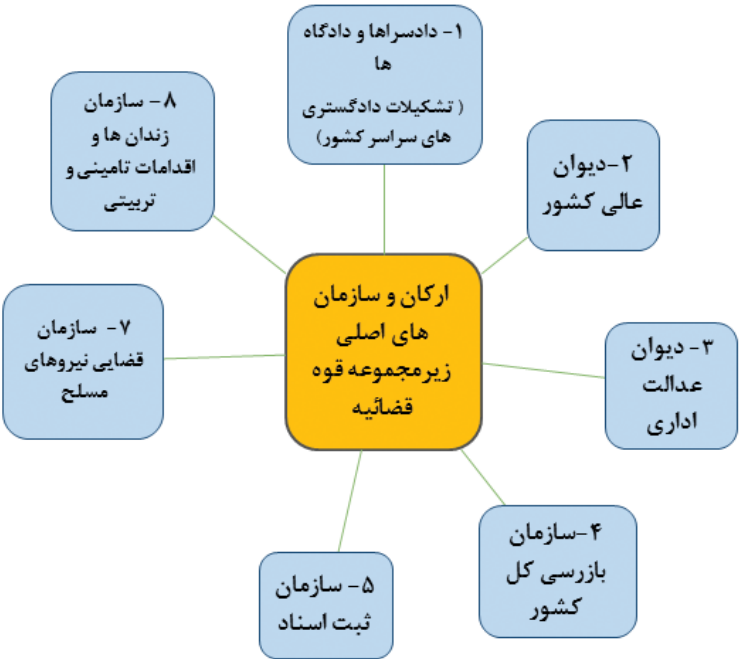 ۱- دادسراها و دادگاه
ها
( تشکیلات دادگستری
های سراسر کشور)
۲-دیوان
عالی کشور
۳- دیوان
عدالت
اداری
۴-سازمان
بازرسی کل
کشور
۵- سازمان
ثبت اسناد
۷- سازمان
قضایی نیروهای
مسلح
۸- سازمان
زندان ها و
اقدامات تامینی و
تربیتی
ارکان و سازمان
های اصلی
زیرمجموعه قوه
قضائیه